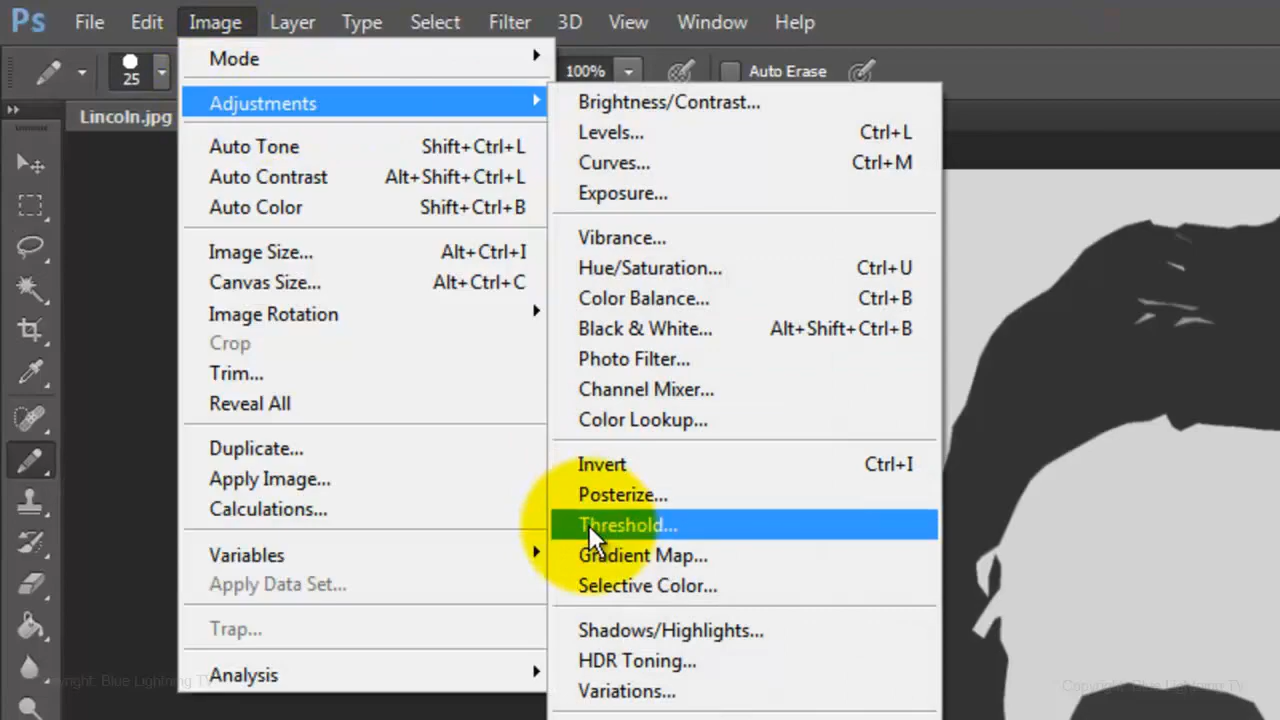 Ps File Edit Image Layer Type Select Filter 3D View Window Help
25
100%
Auto Erase
Lincoln.jpg
Mode
Adjustments
Auto Tone Shift+Ctrl+L
Auto Contrast Alt+Shift+Ctrl+L
Auto Color Shift+Ctrl+B
Image Size... Alt+Ctrl+I
Canvas Size... Alt+Ctrl+C
Image Rotation
Crop
Trim...
Reveal All
Duplicate...
Apply Image...
Calculations...
Variables
Apply Data Set...
Trap...
Analysis
Brightness/Contrast...
Levels... Ctrl+L
Curves... Ctrl+M
Exposure...
Vibrance...
Hue/Saturation... Ctrl+U
Color Balance... Ctrl+B
Black & White... Alt+Shift+Ctrl+B
Photo Filter...
Channel Mixer...
Color Lookup...
Invert Ctrl+I
Posterize...
Threshold...
Gradient Map...
Selective Color...
Shadows/Highlights...
HDR Toning...
Variations...
Copyright: Blue Lightning TV